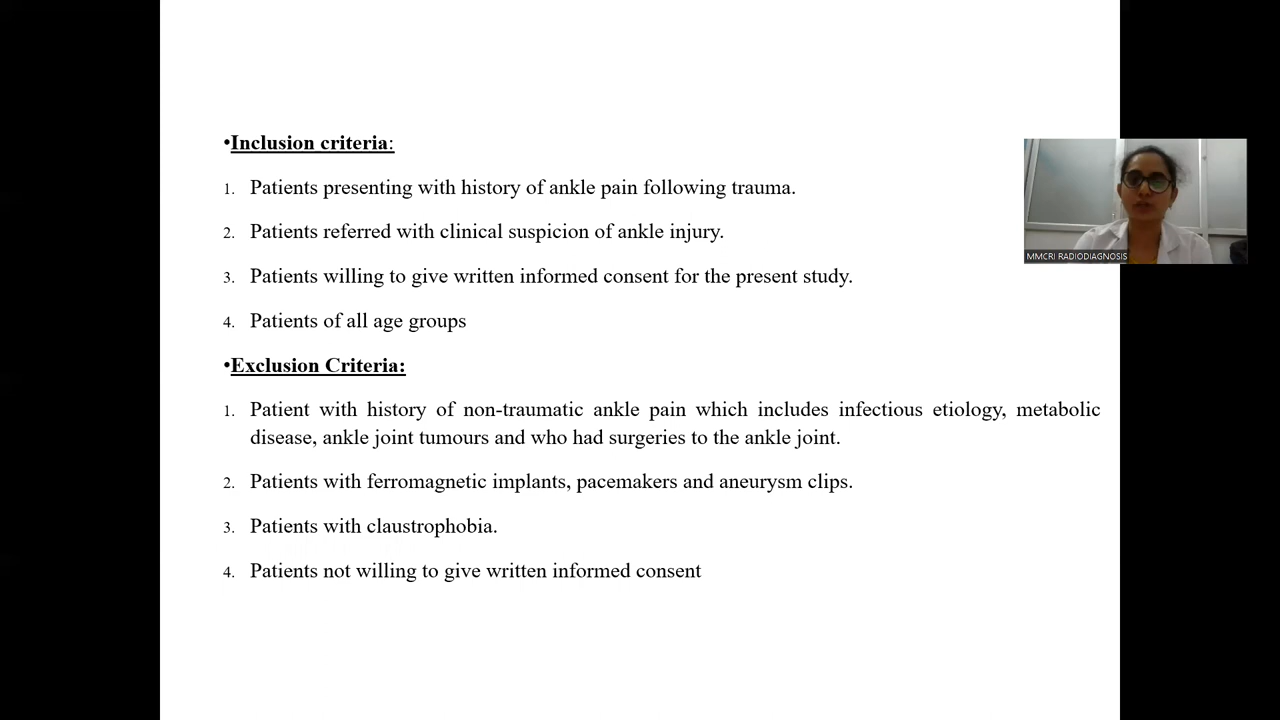 •Inclusion criteria:
1. Patients presenting with history of ankle pain following trauma.
2. Patients referred with clinical suspicion of ankle injury.
3. Patients willing to give written informed consent for the present study.
4. Patients of all age groups
•Exclusion Criteria:
1. Patient with history of non-traumatic ankle pain which includes infectious etiology, metabolic
disease, ankle joint tumours and who had surgeries to the ankle joint.
2. Patients with ferromagnetic implants, pacemakers and aneurysm clips.
3. Patients with claustrophobia.
4. Patients not willing to give written informed consent
MMCRI RADIODIAGNOSIS